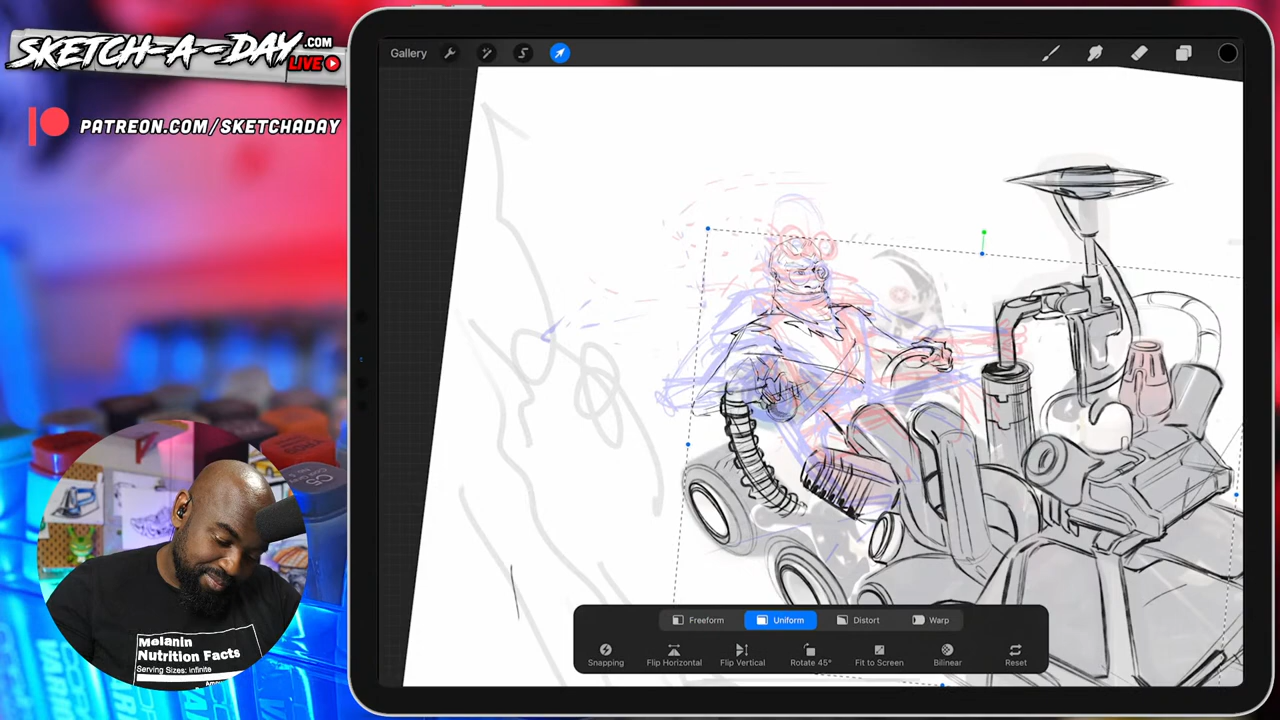 SKETCH-A-DAY.COM
LIVE
PATREON.COM/SKETCHADAY
Gallery
Freeform
Uniform
Distort
Warp
Snapping
Flip Horizontal
Flip Vertical
Rotate 45°
Fit to Screen
Bilinear
Reset
Melanin
Nutrition Facts
Serving Sizes: infinite